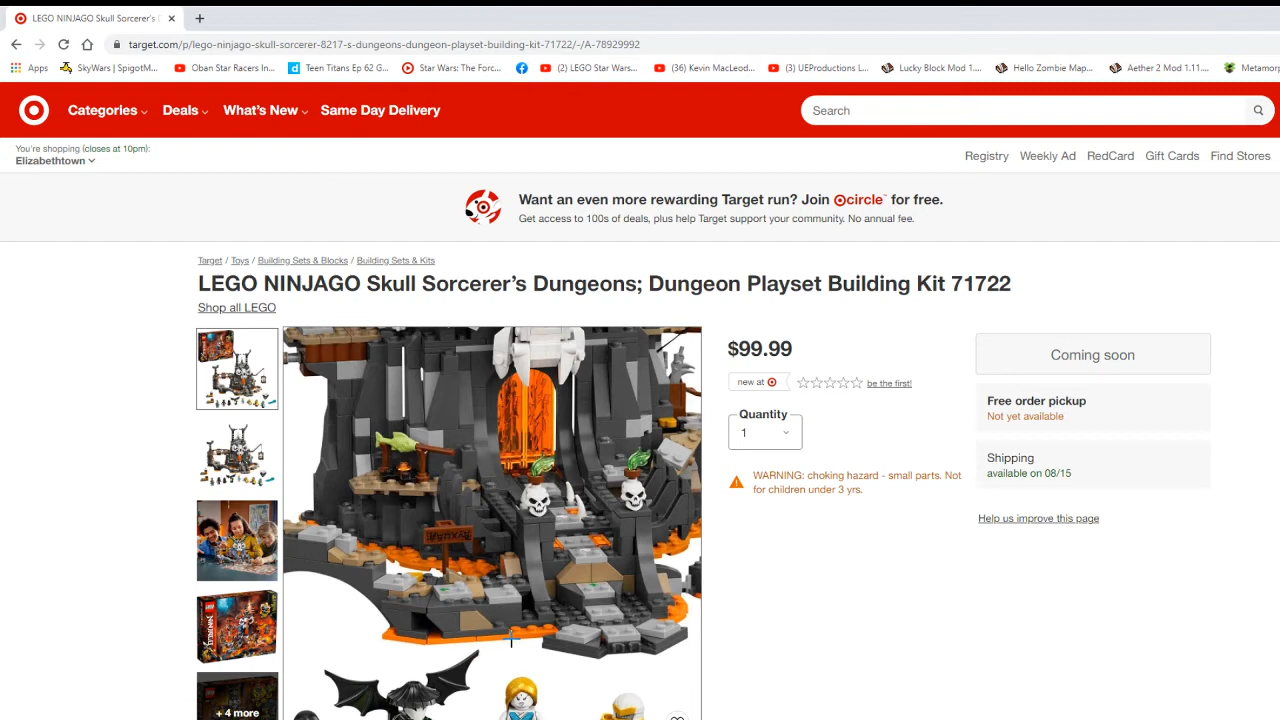 LEGO NINJAGO Skull Sorcerer's
target.com/p/lego-ninjago-skull-sorcerer-8217-s-dungeons-dungeon-playset-building-kit-71722/-/A-78929992
Apps SkyWars | SpigotM... Oban Star Racers In... Teen Titans Ep 62 G... Star Wars: The Forc... (2) LEGO Star Wars... (36) Kevin MacLeod... (3) UEProductions L... Lucky Block Mod 1.... Hello Zombie Map... Aether 2 Mod 1.11.... Metamorp
Categories Deals What's New Same Day Delivery Search
You're shopping (closes at 10pm):
Elizabethtown
Registry Weekly Ad RedCard Gift Cards Find Stores
Want an even more rewarding Target run? Join circle™ for free.
Get access to 100s of deals, plus help Target support your community. No annual fee.
Target / Toys / Building Sets & Blocks / Building Sets & Kits
LEGO NINJAGO Skull Sorcerer’s Dungeons; Dungeon Playset Building Kit 71722
Shop all LEGO
+ 4 more
$99.99
new at be the first!
Quantity
1
WARNING: choking hazard - small parts. Not
for children under 3 yrs.
Coming soon
Free order pickup
Not yet available
Shipping
available on 08/15
Help us improve this page